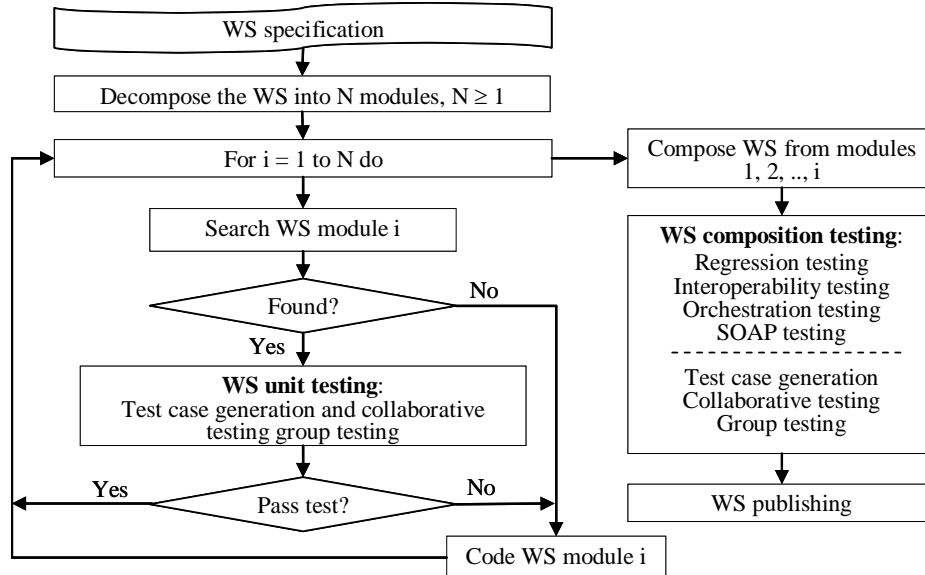 WS specification
Decompose the WS into N modules, N ≥ 1
For i = 1 to N do
Search WS module i
Found?
No
Yes
WS unit testing:
Test case generation and collaborative
testing group testing
Yes
Pass test?
No
Code WS module i
Compose WS from modules
1, 2, .., i
WS composition testing:
Regression testing
Interoperability testing
Orchestration testing
SOAP testing
Test case generation
Collaborative testing
Group testing
WS publishing